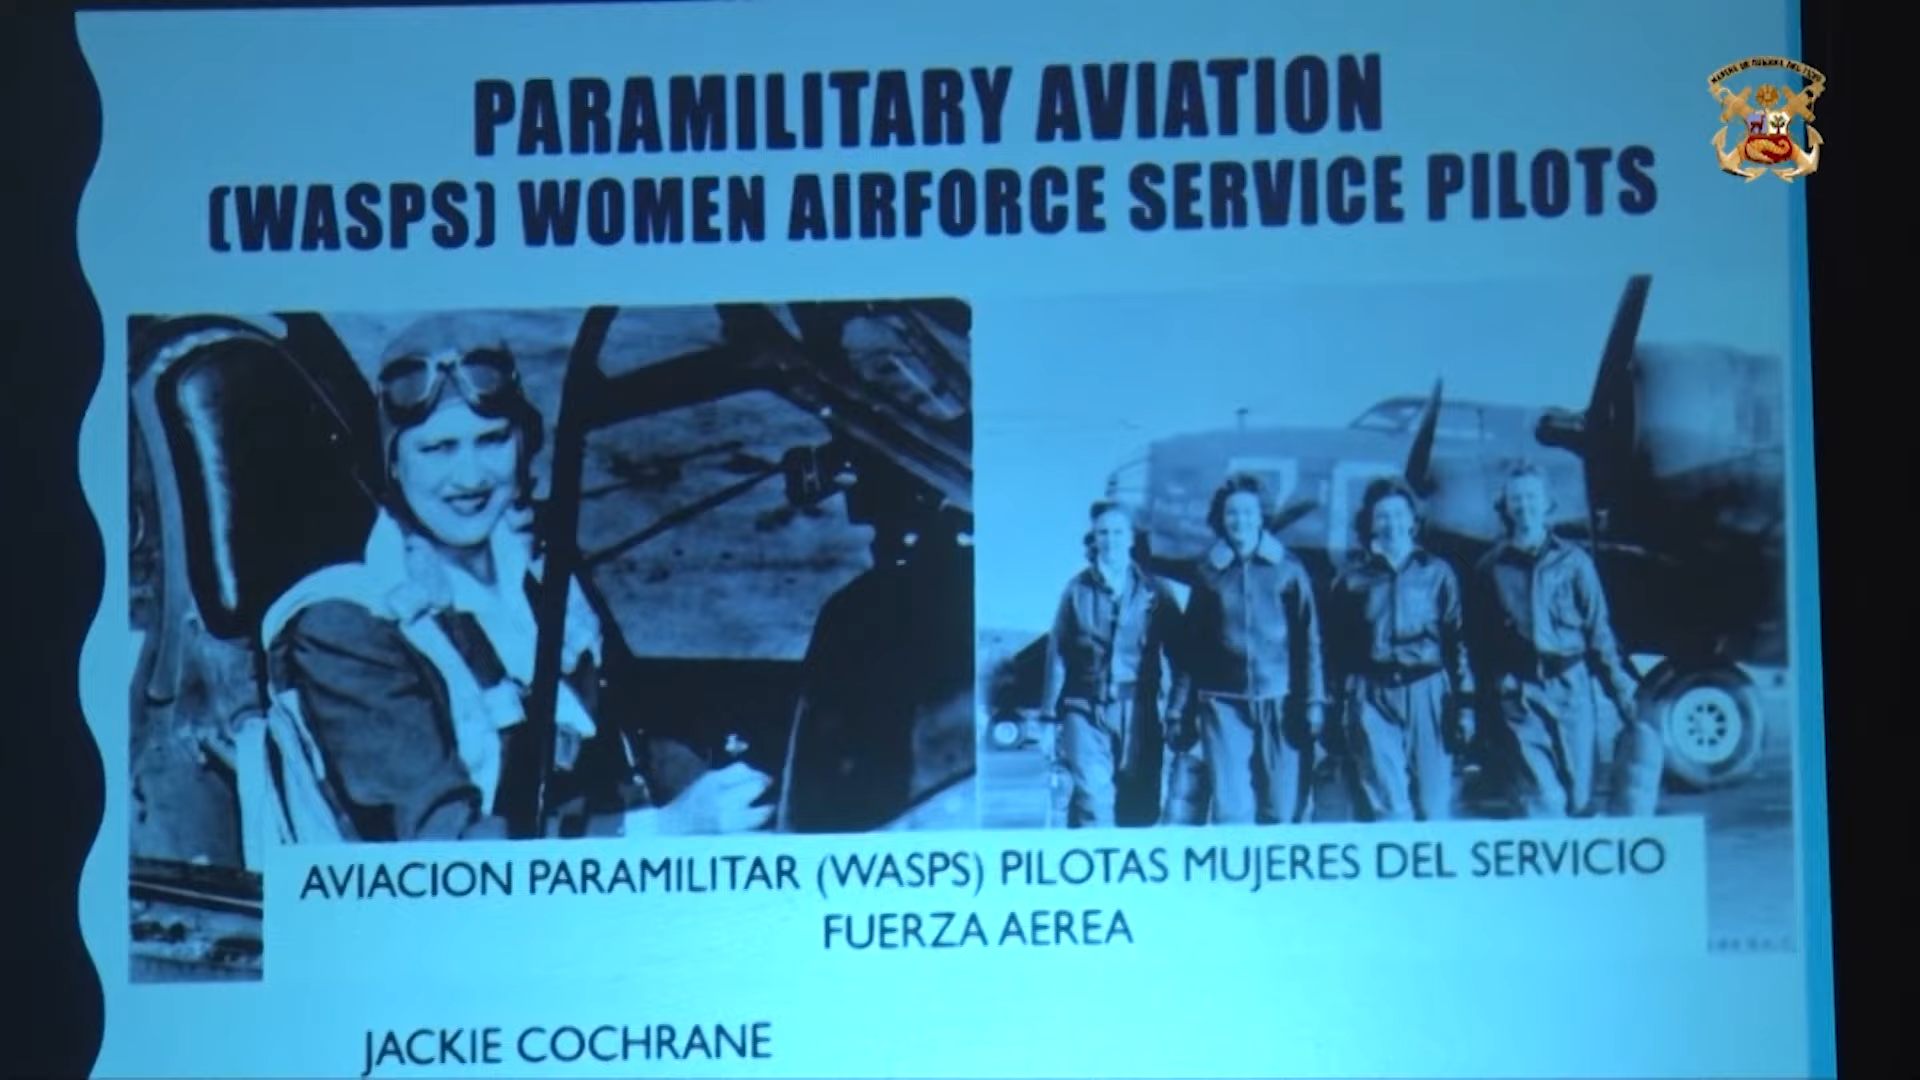 PARAMILITARY AVIATION
(WASPS) WOMEN AIRFORCE SERVICE PILOTS
AVIACION PARAMILITAR (WASPS) PILOTAS MUJERES DEL SERVICIO
FUERZA AEREA
JACKIE COCHRANE